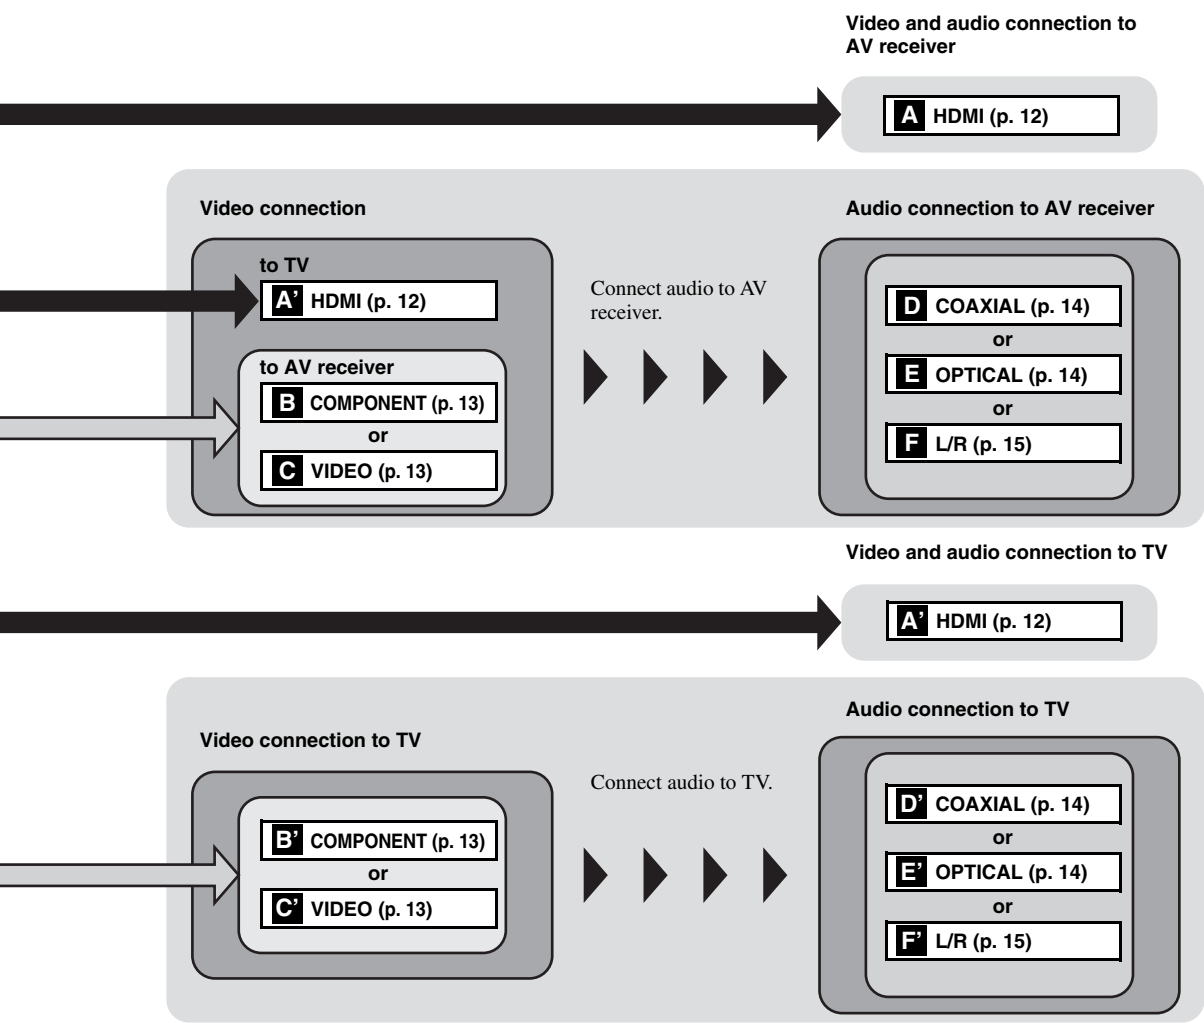 Video and audio connection to
AV receiver
A HDMI (p. 12)
Video connection
to TV
A’ HDMI (p. 12)
to AV receiver
B COMPONENT (p. 13)
or
C VIDEO (p. 13)
Connect audio to AV
receiver.
Audio connection to AV receiver
D COAXIAL (p. 14)
or
E OPTICAL (p. 14)
or
F L/R (p. 15)
Video and audio connection to TV
A’ HDMI (p. 12)
Video connection to TV
B’ COMPONENT (p. 13)
or
C’ VIDEO (p. 13)
Connect audio to TV.
Audio connection to TV
D’ COAXIAL (p. 14)
or
E’ OPTICAL (p. 14)
or
F’ L/R (p. 15)